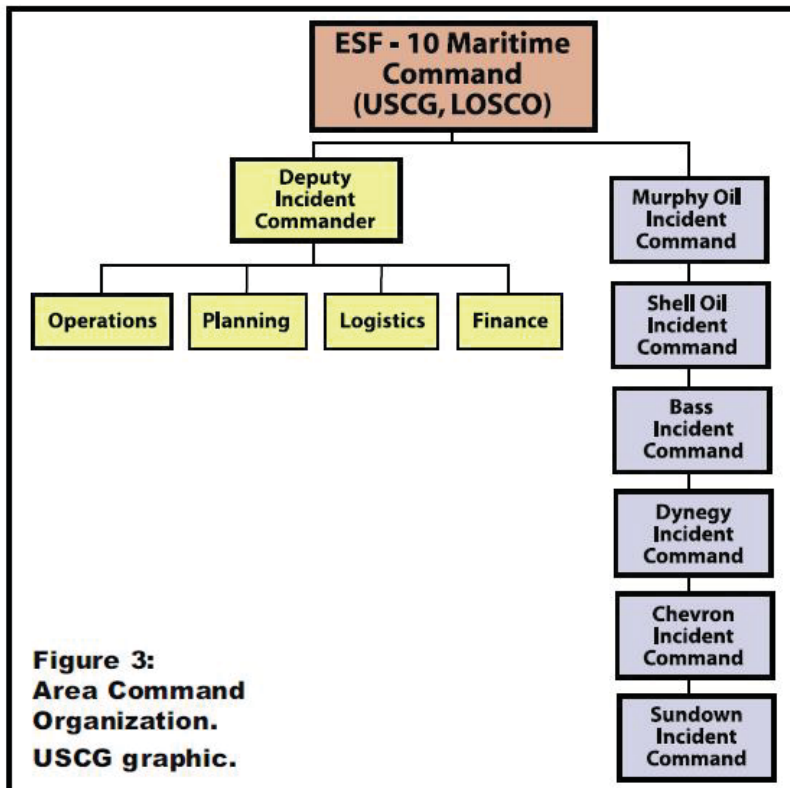 ESF - 10 Maritime
Command
(USCG, LOSCO)
Deputy
Incident
Commander
Operations
Planning
Logistics
Finance
Murphy Oil
Incident
Command
Shell Oil
Incident
Command
Bass
Incident
Command
Dynegy
Incident
Command
Chevron
Incident
Command
Sundown
Incident
Command
Figure 3:
Area Command
Organization.
USCG graphic.